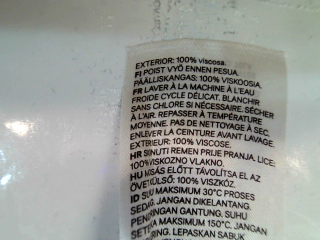 EXTERIOR: 100% viscosa.
FI POIST VYÖ ENNEN PESUA.
PÄÄLLISKANGAS: 100% VISKOOSIA.
FR LAVER À LA MACHINE À L'EAU
FROIDE CYCLE DÉLICAT. BLANCHIR
SANS CHLORE SI NÉCESSAIRE. SÉCHER
À L'AIR. REPASSER À TEMPÉRATURE
MOYENNE. PAS DE NETTOYAGE À SEC.
ENLEVER LA CEINTURE AVANT LAVAGE.
EXTERIEUR: 100% VISCOSE.
HR SKINUTI REMEN PRIJE PRANJA. LICE:
100%VISKOZNO VLAKNO.
HU MOSÁS ELŐTT TÁVOLÍTSA EL AZ
ÖVET.KÜLSŐ: 100% VISZKÓZ.
ID SUHU MAKSIMUM 30°C PROSES
SEDANG. JANGAN DIKELANTANG.
PENGERINGAN GANTUNG. SUHU
SETRIKA MAKSIMUM 150°C. JANGAN
RING. LEPASKAN SABUK